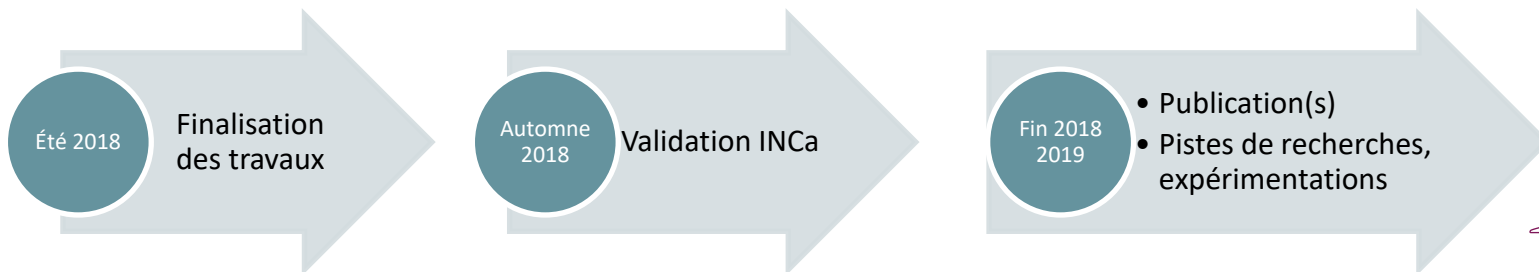 Été 2018
Finalisation
des travaux
Automne
2018
Validation INCa
Fin 2018
2019
• Publication(s)
• Pistes de recherches,
expérimentations